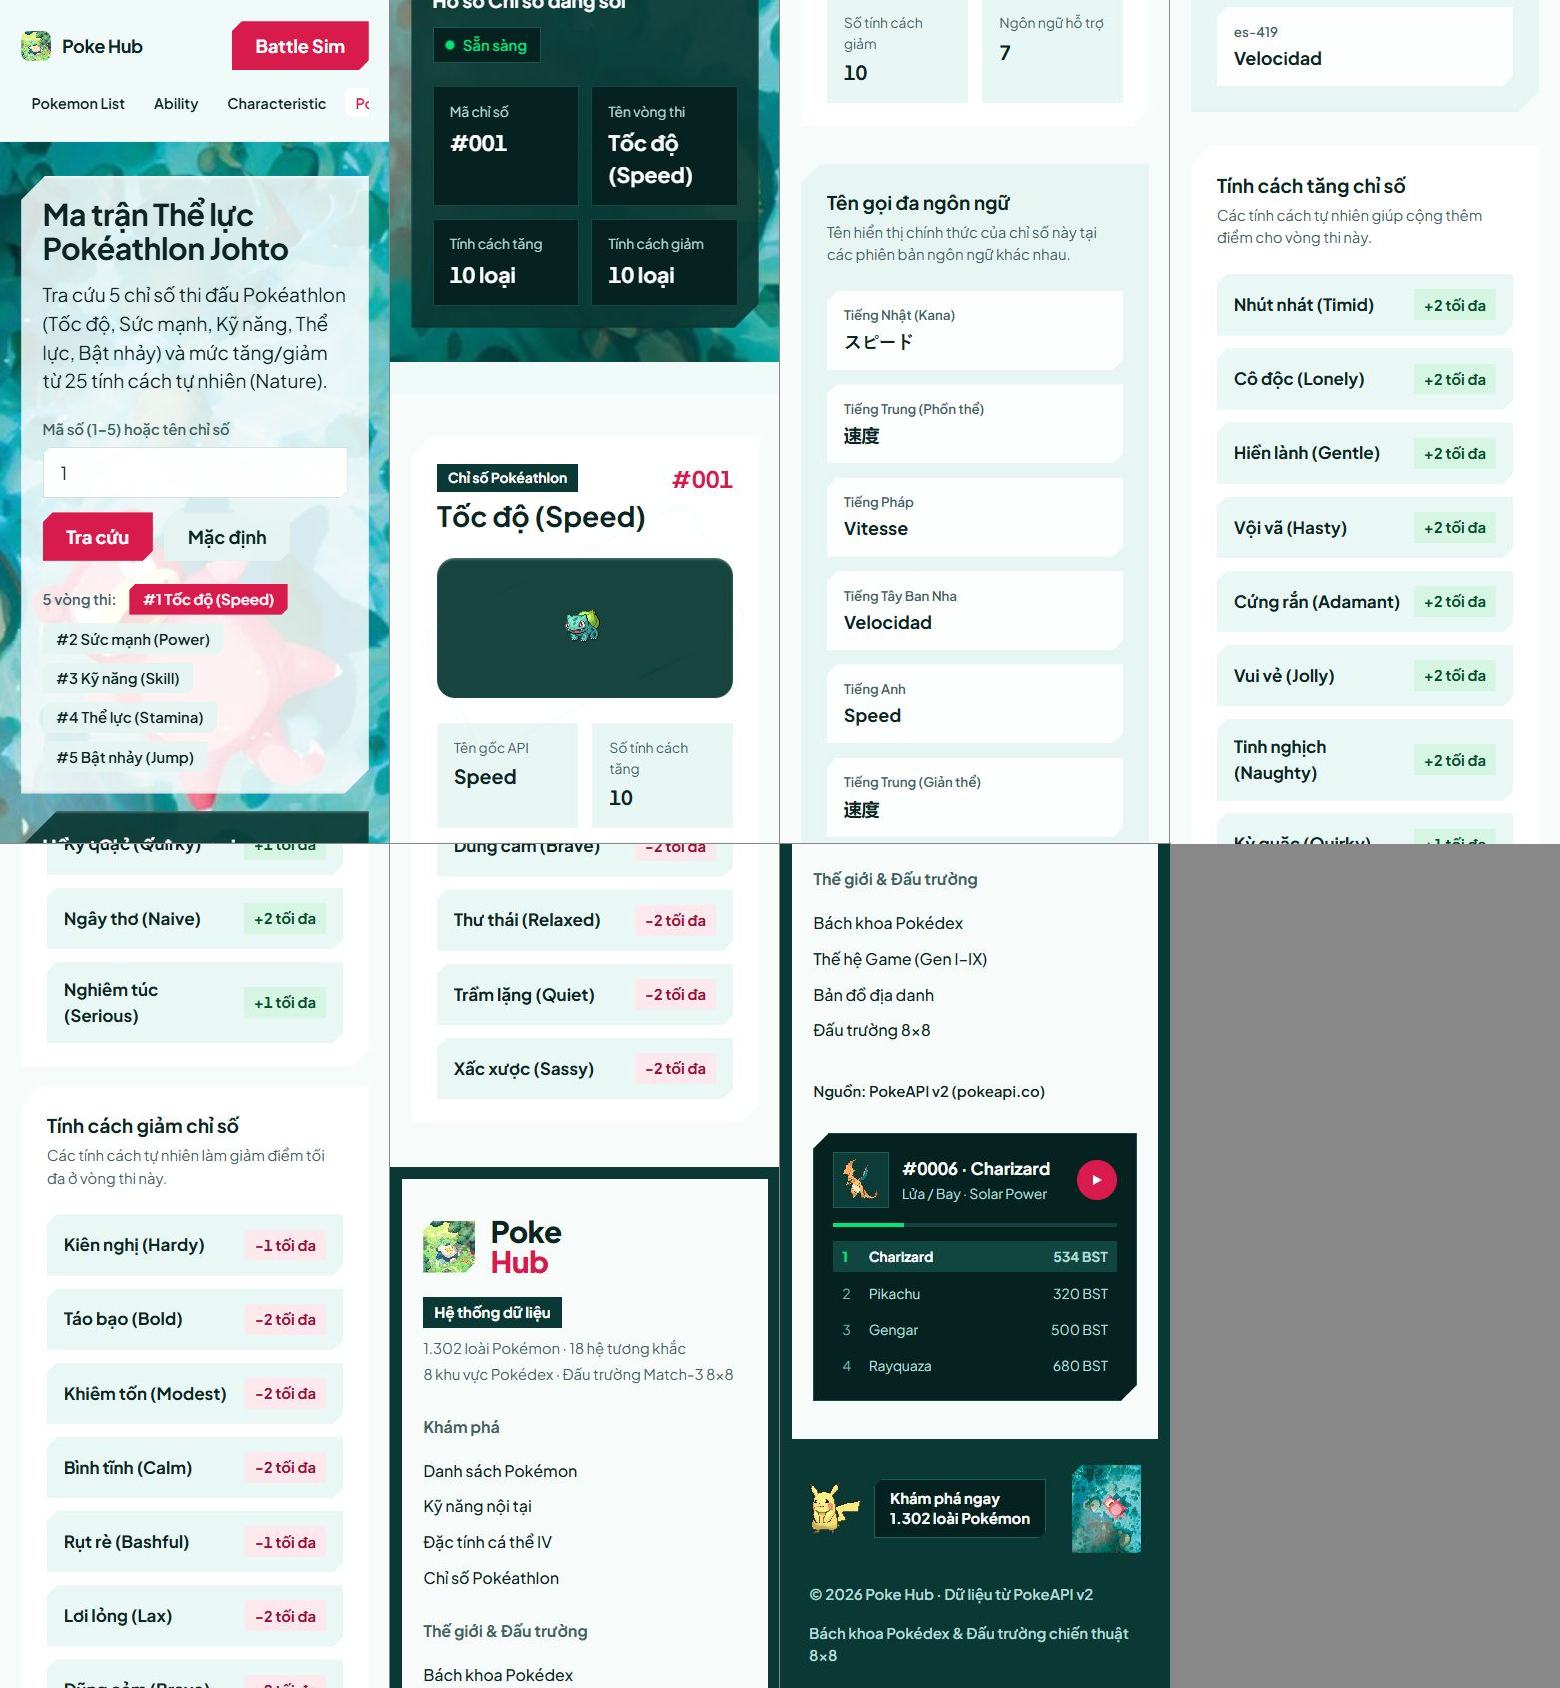 Poke Hub
Battle Sim
Pokemon List
Ability
Characteristic
Ma trận Thể lực
Pokéathlon Johto
Tra cứu 5 chỉ số thi đấu Pokéathlon
(Tốc độ, Sức mạnh, Kỹ năng, Thể
lực, Bật nhảy) và mức tăng/giảm
từ 25 tính cách tự nhiên (Nature).
Mã số (1–5) hoặc tên chỉ số
1
Tra cứu
Mặc định
5 vòng thi:
#1 Tốc độ (Speed)
#2 Sức mạnh (Power)
#3 Kỹ năng (Skill)
#4 Thể lực (Stamina)
#5 Bật nhảy (Jump)
Hồ sơ Chỉ số đang soi
Sẵn sàng
Mã chỉ số
#001
Tên vòng thi
Tốc độ
(Speed)
Tính cách tăng
10 loại
Tính cách giảm
10 loại
Chỉ số Pokéathlon
#001
Tốc độ (Speed)
Tên gốc API
Speed
Số tính cách
tăng
10
Số tính cách
giảm
10
Ngôn ngữ hỗ trợ
7
Tên gọi đa ngôn ngữ
Tên hiển thị chính thức của chỉ số này tại
các phiên bản ngôn ngữ khác nhau.
Tiếng Nhật (Kana)
スピード
Tiếng Trung (Phồn thể)
速度
Tiếng Pháp
Vitesse
Tiếng Tây Ban Nha
Velocidad
Tiếng Anh
Speed
Tiếng Trung (Giản thể)
速度
es-419
Velocidad
Tính cách tăng chỉ số
Các tính cách tự nhiên giúp cộng thêm
điểm cho vòng thi này.
Nhút nhát (Timid)
+2 tối đa
Cô độc (Lonely)
+2 tối đa
Hiền lành (Gentle)
+2 tối đa
Vội vã (Hasty)
+2 tối đa
Cứng rắn (Adamant)
+2 tối đa
Vui vẻ (Jolly)
+2 tối đa
Tinh nghịch
(Naughty)
+2 tối đa
Kỳ quặc (Quirky)
+1 tối đa
Ngây thơ (Naive)
+2 tối đa
Nghiêm túc
(Serious)
+1 tối đa
Tính cách giảm chỉ số
Các tính cách tự nhiên làm giảm điểm tối
đa ở vòng thi này.
Kiên nghị (Hardy)
-1 tối đa
Táo bạo (Bold)
-2 tối đa
Khiêm tốn (Modest)
-2 tối đa
Bình tĩnh (Calm)
-2 tối đa
Rụt rè (Bashful)
-1 tối đa
Lơi lỏng (Lax)
-2 tối đa
Dũng cảm (Brave)
-2 tối đa
Thư thái (Relaxed)
-2 tối đa
Trầm lặng (Quiet)
-2 tối đa
Xấc xược (Sassy)
-2 tối đa
Poke
Hub
Hệ thống dữ liệu
1.302 loài Pokémon · 18 hệ tương khắc
8 khu vực Pokédex · Đấu trường Match-3 8×8
Khám phá
Danh sách Pokémon
Kỹ năng nội tại
Đặc tính cá thể IV
Chỉ số Pokéathlon
Thế giới & Đấu trường
Bách khoa Pokédex
Thế giới & Đấu trường
Bách khoa Pokédex
Thế hệ Game (Gen I–IX)
Bản đồ địa danh
Đấu trường 8×8
Nguồn: PokeAPI v2 (pokeapi.co)
#0006 · Charizard
Lửa / Bay · Solar Power
1 Charizard 534 BST
2 Pikachu 320 BST
3 Gengar 500 BST
4 Rayquaza 680 BST
Khám phá ngay
1.302 loài Pokémon
© 2026 Poke Hub · Dữ liệu từ PokeAPI v2
Bách khoa Pokédex & Đấu trường chiến thuật
8×8